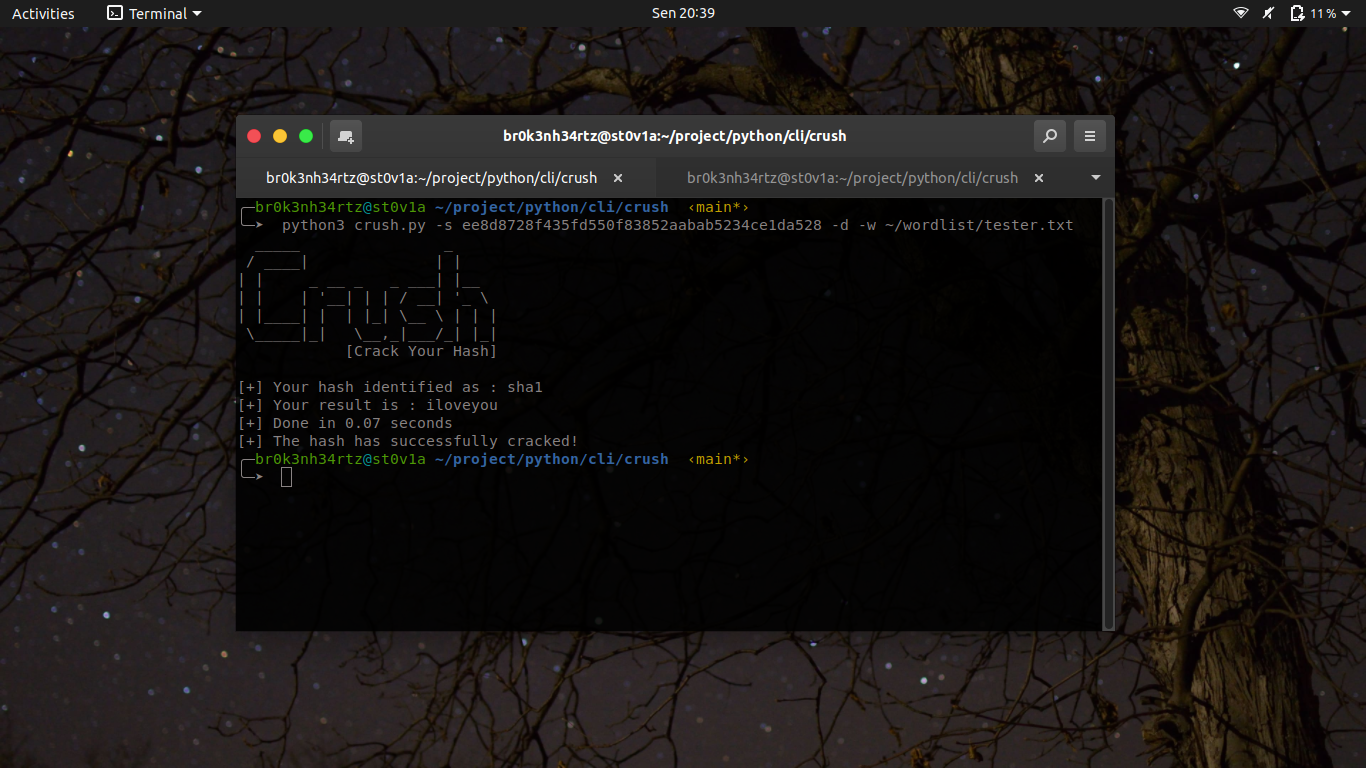 Activities Terminal Sen 20:39 11%
br0k3nh34rtz@st0v1a:~/project/python/cli/crush
br0k3nh34rtz@st0v1a:~/project/python/cli/crush × br0k3nh34rtz@st0v1a:~/project/python/cli/crush ×
br0k3nh34rtz@st0v1a ~/project/python/cli/crush ‹main*›
python3 crush.py -s ee8d8728f435fd550f83852aabab5234ce1da528 -d -w ~/wordlist/tester.txt
Crush
[Crack Your Hash]
[+] Your hash identified as : sha1
[+] Your result is : iloveyou
[+] Done in 0.07 seconds
[+] The hash has successfully cracked!
br0k3nh34rtz@st0v1a ~/project/python/cli/crush ‹main*›